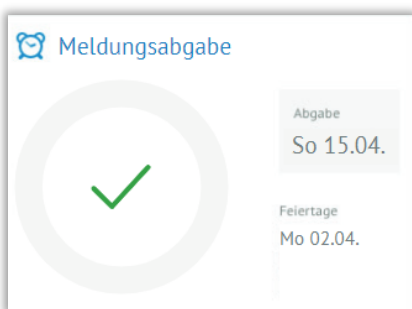 Meldungsabgabe
Abgabe
So 15.04.
Feiertage
Mo 02.04.